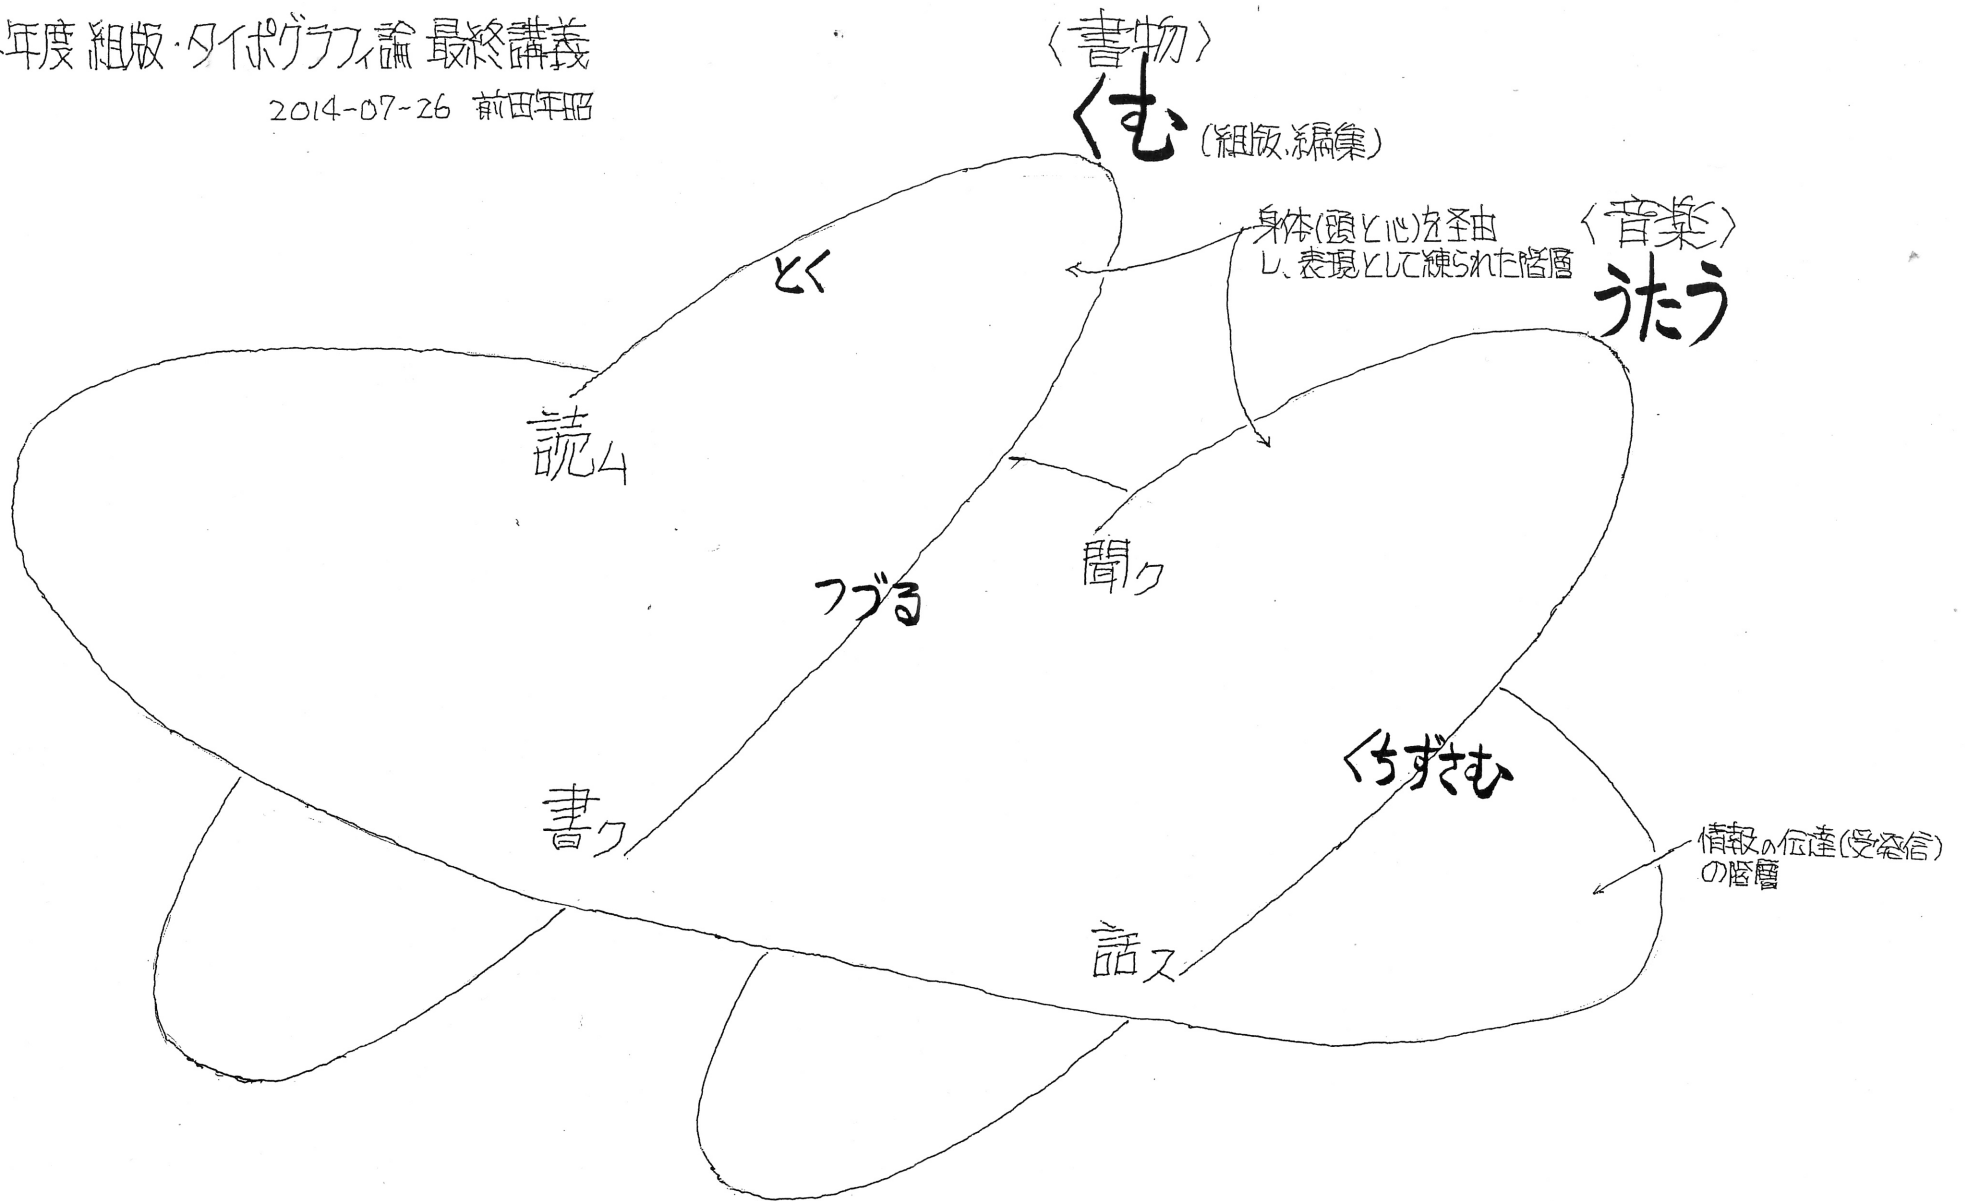 年度 組版・タイポグラフィ論 最終講義
2014-07-26 前田年昭
〈書物〉
くむ(組版、編集)
身体(頭と心)を経由
し、表現として練られた階層
〈音楽〉
うたう
とく
読ム
聞ク
つづる
くちずさむ
書ク
情報の伝達(受発信)
の階層
話ス